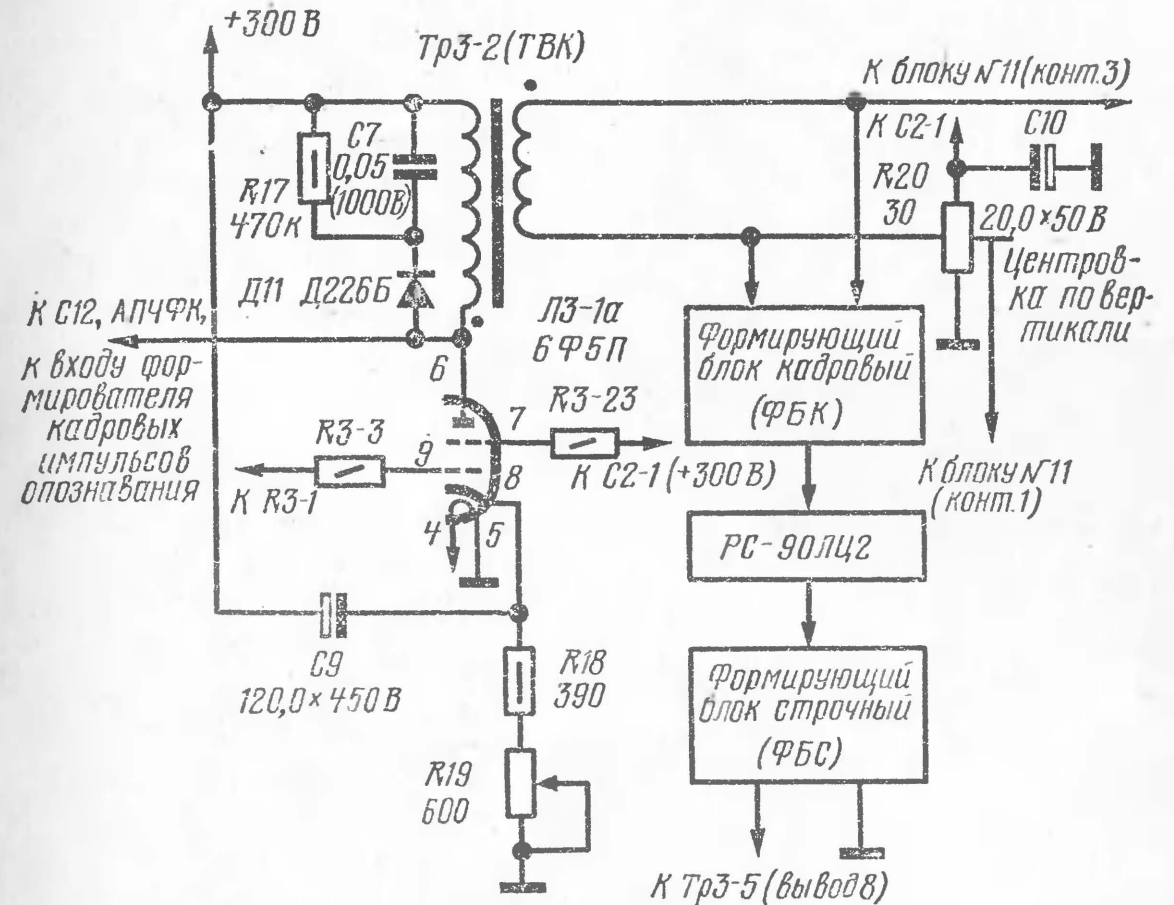 +300 В
Тр3-2 (ТВК)
К блоку №11 (конт.3)
К С2-1
С10
С7
0,05
(1000В)
R17
470к
R20
30
20,0×50 В
Центров-
ка по вер-
тикали
Д11 Д226Б
К С12, АПЧФК,
к входу фор-
мирователя
кадровых
импульсов
опознавания
Л3-1а
6Ф5П
6
7
R3-23
R3-3
9
8
К R3-1
К С2-1 (+300 В)
4
5
Формирующий
блок кадровый
(ФБК)
К блоку №11
(конт.1)
РС-90ЛЦ2
С9
120,0×450 В
R18
390
Формирующий
блок строчный
(ФБС)
R19
600
К Тр3-5 (вывод 8)